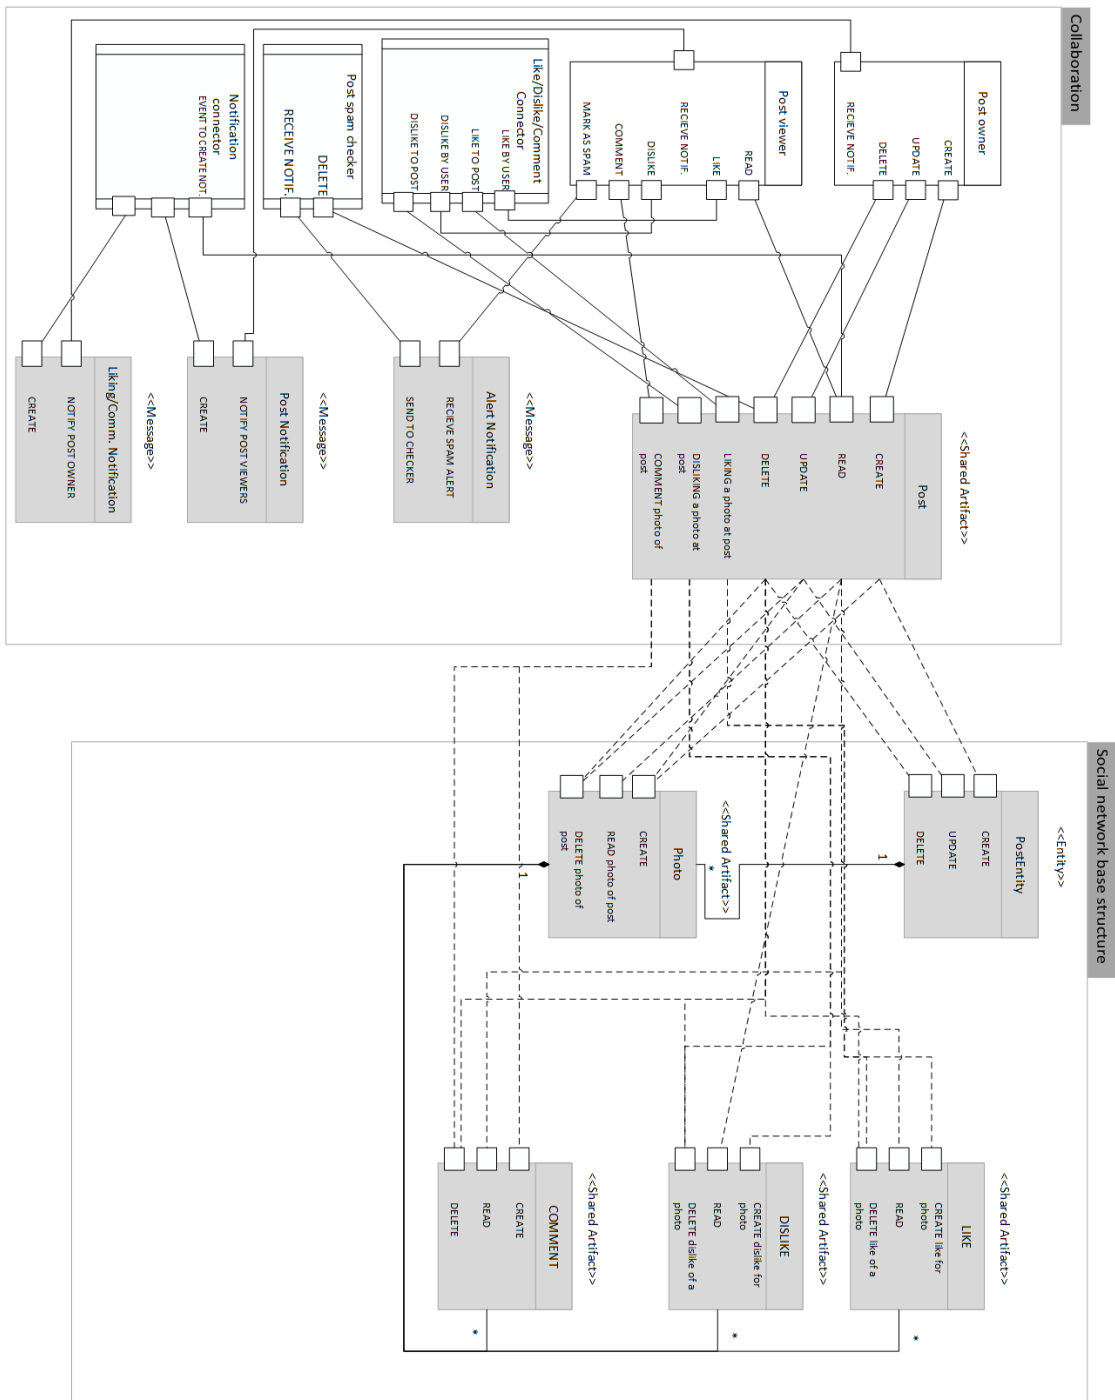 Collaboration
Post owner
CREATE
UPDATE
DELETE
RECIEVE NOTIF.
Post viewer
READ
LIKE
DISLIKE
RECIEVE NOTIF.
COMMENT
MARK AS SPAM
Like/Dislike/Comment
Connector
LIKE BY USER
LIKE TO POST
DISLIKE BY USER
DISLIKE TO POST
Post spam checker
DELETE
RECEIVE NOTIF.
Notification
connector
EVENT TO CREATE NOT.
<<Shared Artifact>>
Post
CREATE
READ
UPDATE
DELETE
LIKING a photo at post
DISLIKING a photo at
post
COMMENT photo of
post
<<Message>>
Alert Notification
RECIEVE SPAM ALERT
SEND TO CHECKER
<<Message>>
Post Notification
NOTIFY POST VIEWERS
CREATE
<<Message>>
Liking/Comm. Notification
NOTIFY POST OWNER
CREATE
Social network base structure
<<Entity>>
PostEntity
CREATE
UPDATE
DELETE
1
<<Shared Artifact>>
*
Photo
CREATE
READ photo of post
DELETE photo of
post
1
<<Shared Artifact>>
LIKE
CREATE like for
photo
READ
DELETE like of a
photo
*
<<Shared Artifact>>
DISLIKE
CREATE dislike for
photo
READ
DELETE dislike of a
photo
*
<<Shared Artifact>>
COMMENT
CREATE
READ
DELETE
*